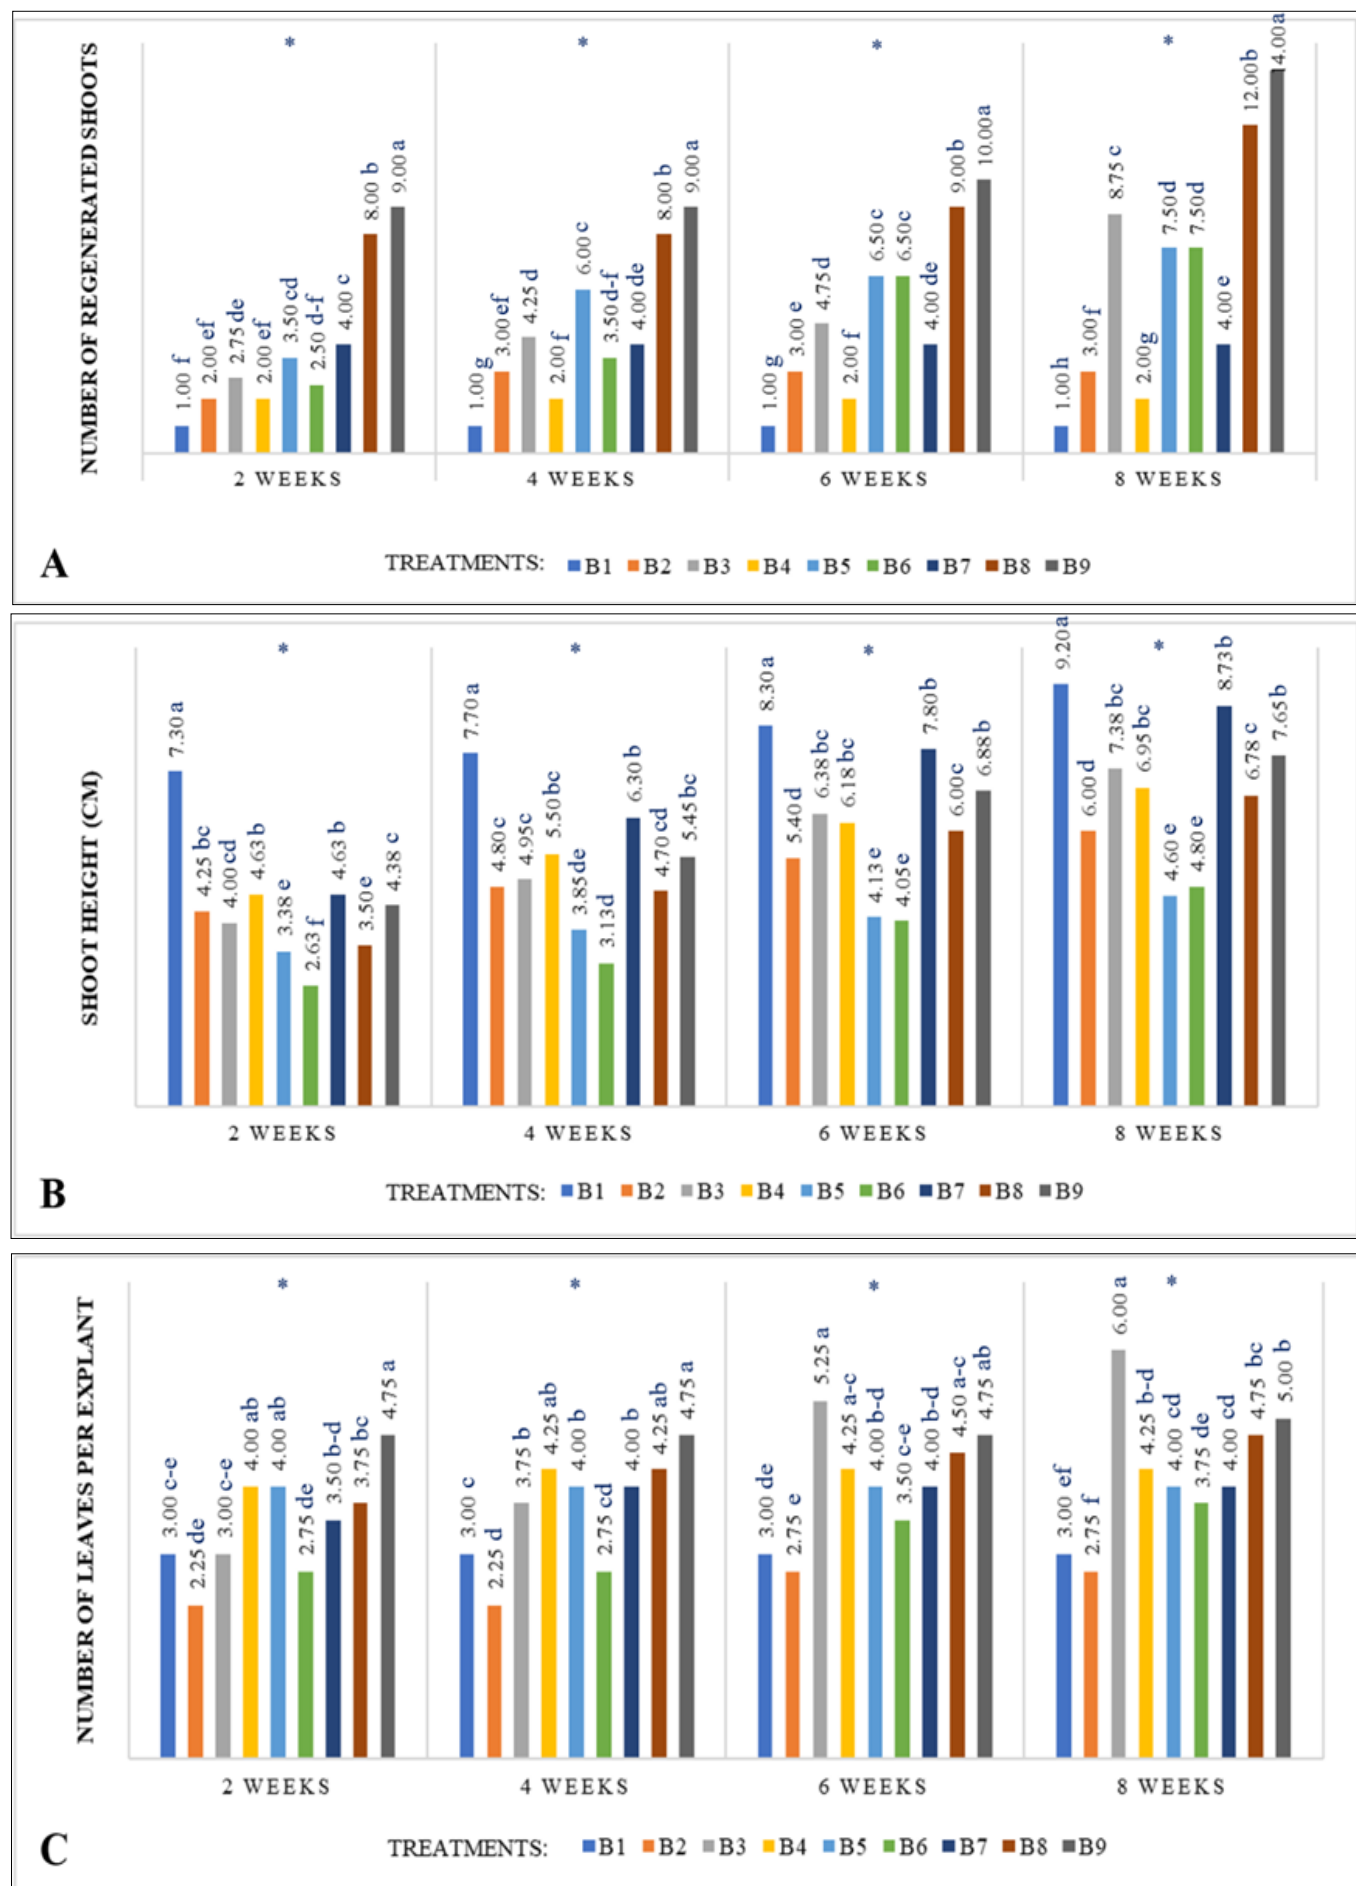 NUMBER OF REGENERATED SHOOTS
* * * *
1.00 f
2.00 ef
2.75 de
2.00 ef
3.50 cd
2.50 d-f
4.00 c
8.00 b
9.00 a
1.00 g
3.00 ef
4.25 d
2.00 f
6.00 c
3.50 d-f
4.00 de
8.00 b
9.00 a
1.00 g
3.00 e
4.75 d
2.00 f
6.50 c
6.50 c
4.00 de
9.00 b
10.00 a
1.00 h
3.00 f
8.75 c
2.00 g
7.50 d
7.50 d
4.00 e
12.00 b
14.00 a
2 WEEKS 4 WEEKS 6 WEEKS 8 WEEKS
A
TREATMENTS: B1 B2 B3 B4 B5 B6 B7 B8 B9
SHOOT HEIGHT (CM)
* * * *
7.30 a
4.25 bc
4.00 cd
4.63 b
3.38 e
2.63 f
4.63 b
3.50 e
4.38 c
7.70 a
4.80 c
4.95 c
5.50 bc
3.85 de
3.13 d
6.30 b
4.70 cd
5.45 bc
8.30 a
5.40 d
6.38 bc
6.18 bc
4.13 e
4.05 e
7.80 b
6.00 c
6.88 b
9.20 a
6.00 d
7.38 bc
6.95 bc
4.60 e
4.80 e
8.73 b
6.78 c
7.65 b
2 WEEKS 4 WEEKS 6 WEEKS 8 WEEKS
B
TREATMENTS: B1 B2 B3 B4 B5 B6 B7 B8 B9
NUMBER OF LEAVES PER EXPLANT
* * * *
3.00 c-e
2.25 de
3.00 c-e
4.00 ab
4.00 ab
2.75 de
3.50 b-d
3.75 bc
4.75 a
3.00 c
2.25 d
3.75 b
4.25 ab
4.00 b
2.75 cd
4.00 b
4.25 ab
4.75 a
3.00 de
2.75 e
5.25 a
4.25 a-c
4.00 b-d
3.50 c-e
4.00 b-d
4.50 a-c
4.75 ab
3.00 ef
2.75 f
6.00 a
4.25 b-d
4.00 cd
3.75 de
4.00 cd
4.75 bc
5.00 b
2 WEEKS 4 WEEKS 6 WEEKS 8 WEEKS
C
TREATMENTS: B1 B2 B3 B4 B5 B6 B7 B8 B9